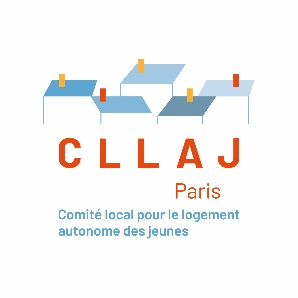 CLLAJ
Paris
Comité local pour le logement
autonome des jeunes